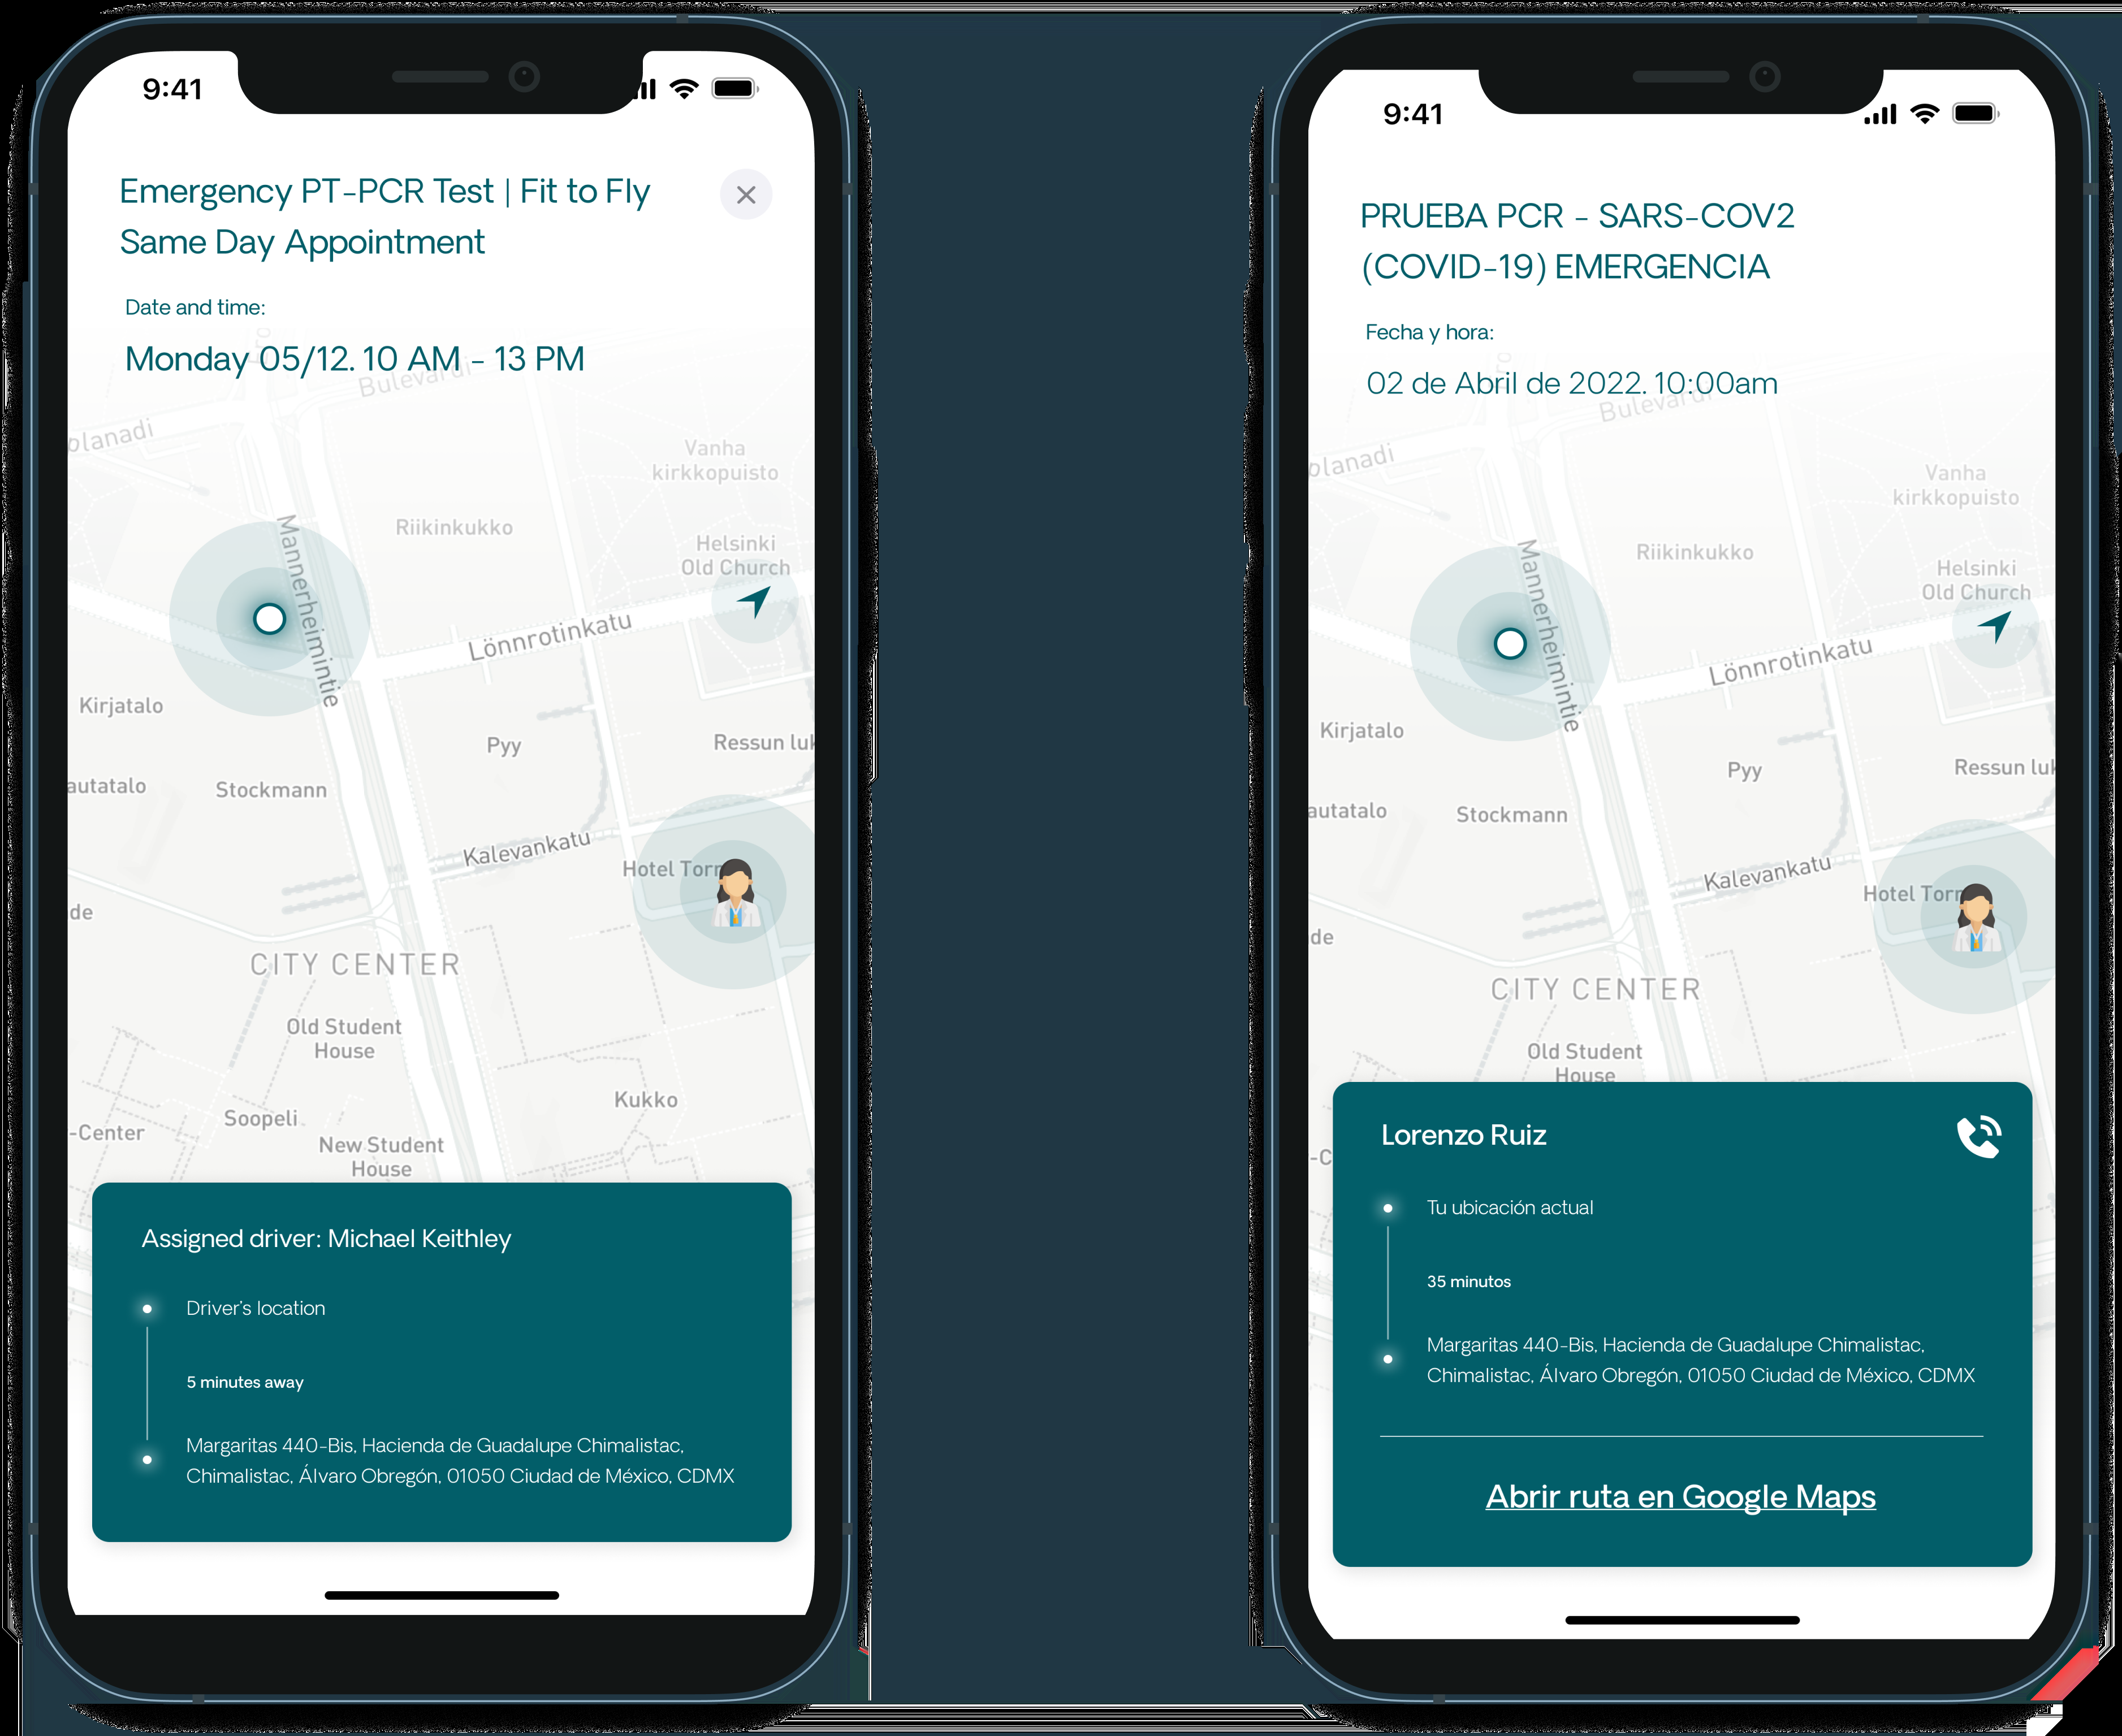 9:41
Emergency PT-PCR Test | Fit to Fly
Same Day Appointment
Date and time:
Monday 05/12. 10 AM - 13 PM
Bulevardi
olanadi
Vanha
kirkkopuisto
Riikinkukko
Mannerheimintie
Helsinki
Old Church
Lönnrotinkatu
Kirjatalo
Pyy
Ressun luk
autatalo
Stockmann
Kalevankatu
Hotel Torn
de
CITY CENTER
Old Student
House
Kukko
Soopeli
-Center
New Student
House
Assigned driver: Michael Keithley
Driver's location
5 minutes away
Margaritas 440-Bis, Hacienda de Guadalupe Chimalistac,
Chimalistac, Álvaro Obregón, 01050 Ciudad de México, CDMX
9:41
PRUEBA PCR - SARS-COV2
(COVID-19) EMERGENCIA
Fecha y hora:
02 de Abril de 2022. 10:00am
Bulevardi
olanadi
Vanha
kirkkopuisto
Riikinkukko
Mannerheimintie
Helsinki
Old Church
Lönnrotinkatu
Kirjatalo
Pyy
Ressun luk
autatalo
Stockmann
Kalevankatu
Hotel Torn
de
CITY CENTER
Old Student
House
-C
Lorenzo Ruiz
Tu ubicación actual
35 minutos
Margaritas 440-Bis, Hacienda de Guadalupe Chimalistac,
Chimalistac, Álvaro Obregón, 01050 Ciudad de México, CDMX
Abrir ruta en Google Maps